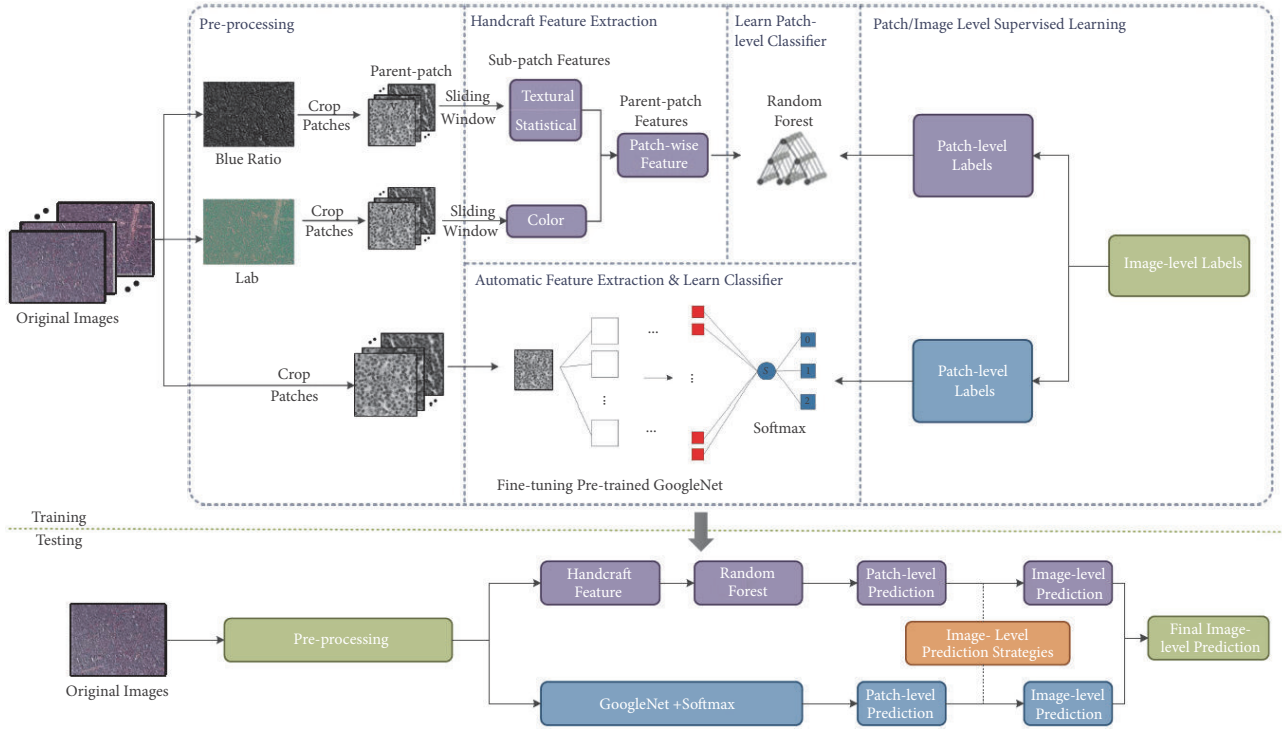 Pre-processing
Handcraft Feature Extraction
Learn Patch-
level Classifier
Patch/Image Level Supervised Learning
Parent-patch
Sub-patch Features
Crop
Patches
Sliding
Window
Textural
Statistical
Parent-patch
Features
Patch-wise
Feature
Random
Forest
Patch-level
Labels
Blue Ratio
Crop
Patches
Sliding
Window
Color
Lab
Image-level Labels
Original Images
Automatic Feature Extraction & Learn Classifier
Crop
Patches
...
...
...
...
...
S
0
1
2
Softmax
Patch-level
Labels
Fine-tuning Pre-trained GoogleNet
Training
Testing
Handcraft
Feature
Random
Forest
Patch-level
Prediction
Image-level
Prediction
Pre-processing
Image- Level
Prediction Strategies
Final Image-
level Prediction
Original Images
GoogleNet +Softmax
Patch-level
Prediction
Image-level
Prediction